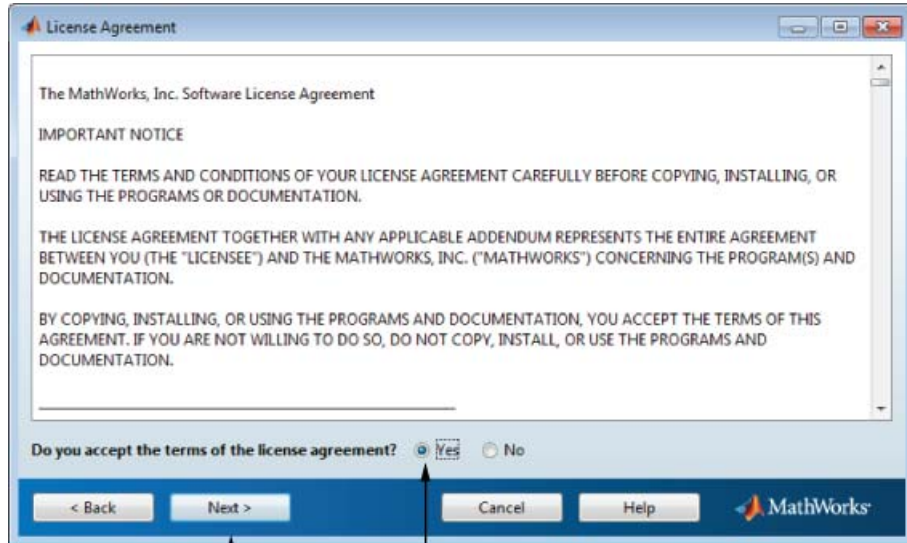 License Agreement
The MathWorks, Inc. Software License Agreement
IMPORTANT NOTICE
READ THE TERMS AND CONDITIONS OF YOUR LICENSE AGREEMENT CAREFULLY BEFORE COPYING, INSTALLING, OR
USING THE PROGRAMS OR DOCUMENTATION.
THE LICENSE AGREEMENT TOGETHER WITH ANY APPLICABLE ADDENDUM REPRESENTS THE ENTIRE AGREEMENT
BETWEEN YOU (THE "LICENSEE") AND THE MATHWORKS, INC. ("MATHWORKS") CONCERNING THE PROGRAM(S) AND
DOCUMENTATION.
BY COPYING, INSTALLING, OR USING THE PROGRAMS AND DOCUMENTATION, YOU ACCEPT THE TERMS OF THIS
AGREEMENT. IF YOU ARE NOT WILLING TO DO SO, DO NOT COPY, INSTALL, OR USE THE PROGRAMS AND
DOCUMENTATION.
Do you accept the terms of the license agreement? Yes No
< Back Next > Cancel Help MathWorks